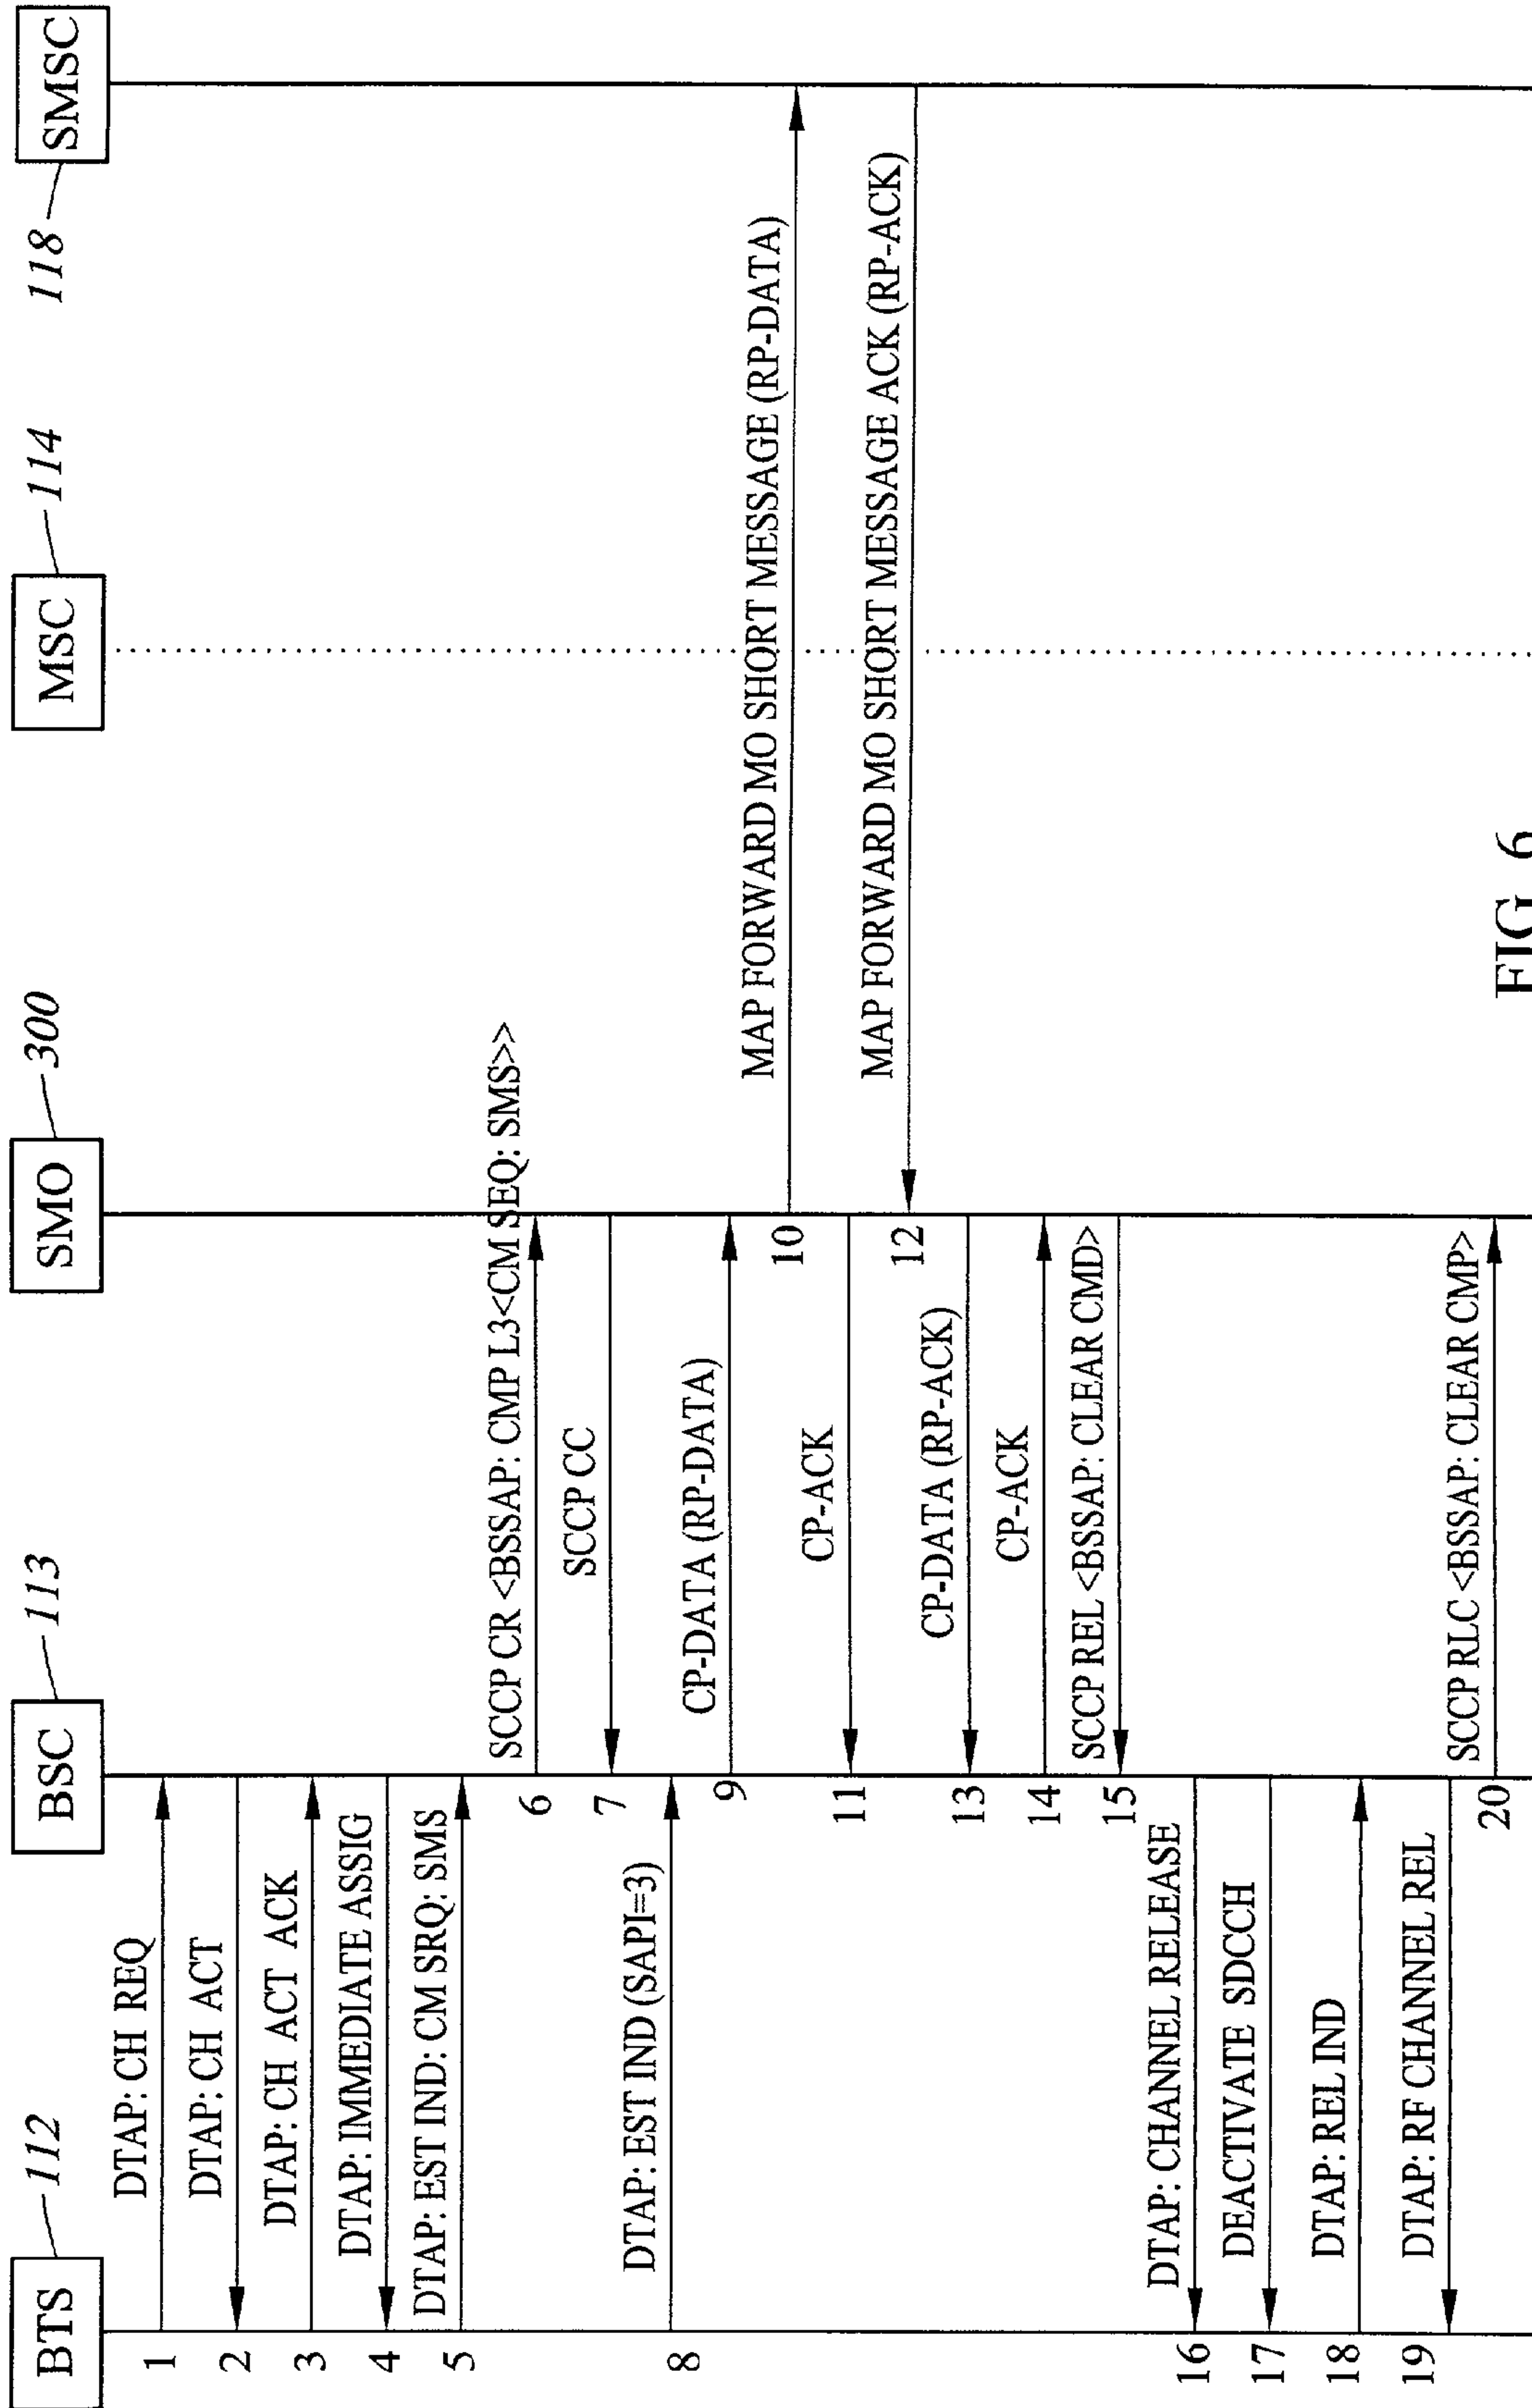 BTS 112
BSC 113
SMO 300
MSC 114
SMSC 118
1 DTAP: CH REQ
2 DTAP: CH ACT
3 DTAP: CH ACT ACK
4 DTAP: IMMEDIATE ASSIG
5 DTAP: EST IND: CM SRQ: SMS
6 SCCP CR <BSSAP: CMP L3<CM SEQ: SMS>>
7 SCCP CC
8 DTAP: EST IND (SAPI=3)
9 CP-DATA (RP-DATA)
10 MAP FORWARD MO SHORT MESSAGE (RP-DATA)
11 CP-ACK
12 MAP FORWARD MO SHORT MESSAGE ACK (RP-ACK)
13 CP-DATA (RP-ACK)
14 CP-ACK
15 SCCP REL <BSSAP: CLEAR CMD>
16 DTAP: CHANNEL RELEASE
17 DEACTIVATE SDCCH
18 DTAP: REL IND
19 DTAP: RF CHANNEL REL
20 SCCP RLC <BSSAP: CLEAR CMP>
FIG. 6